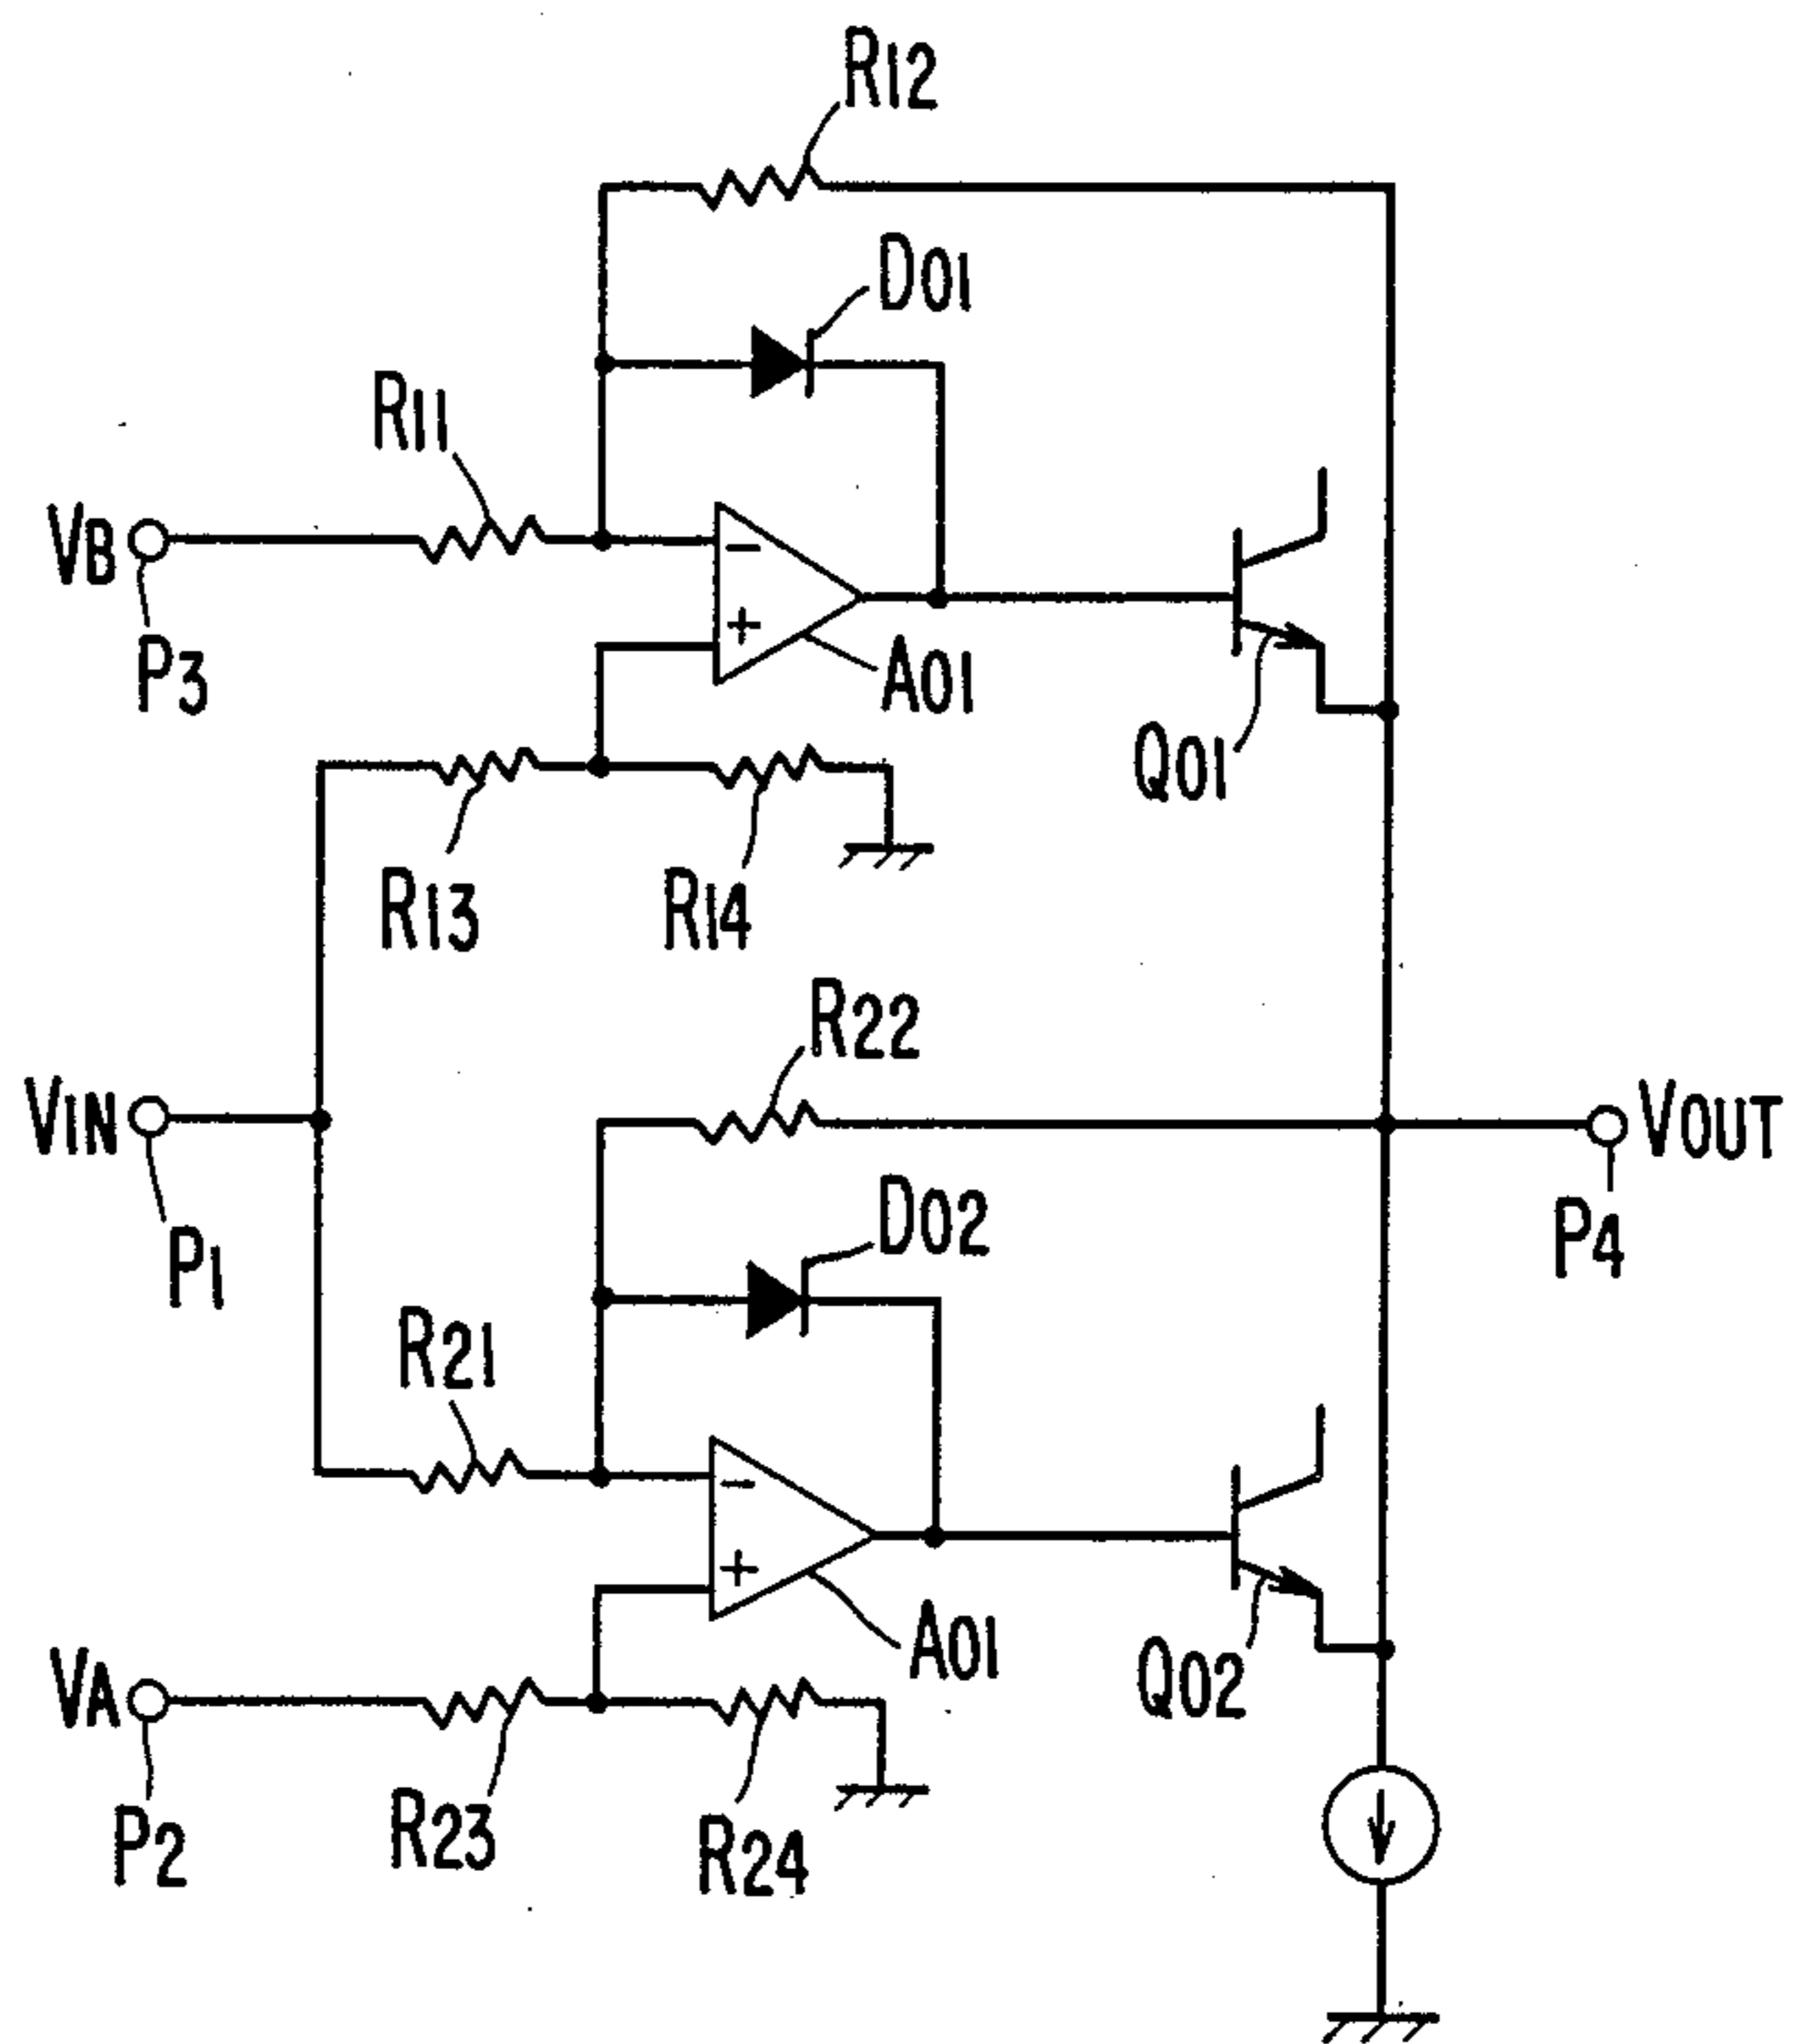 R12
D01
R11
VB
-
+
P3
A01
Q01
R13
R14
R22
VIN
VOUT
D02
P1
P4
R21
-
+
A01
VA
Q02
P2
R23
R24